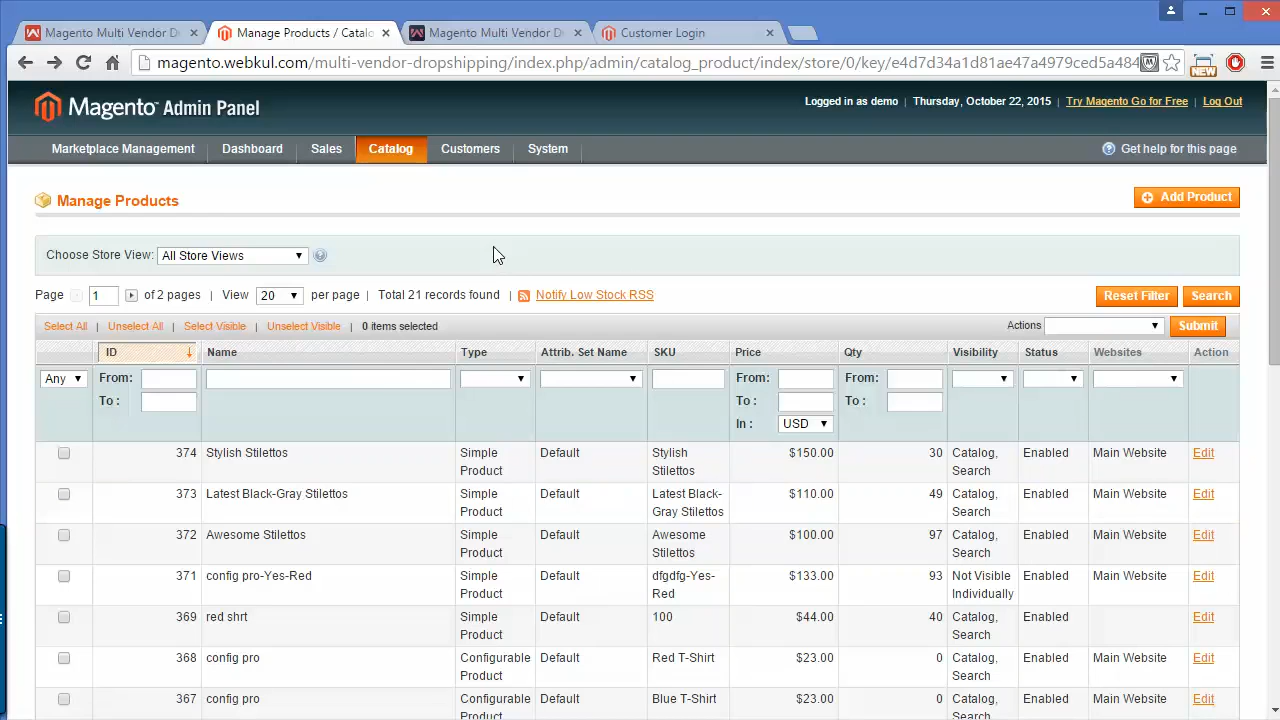 Magento Multi Vendor D
Manage Products / Catalo
Magento Multi Vendor D
Customer Login
magento.webkul.com/multi-vendor-dropshipping/index.php/admin/catalog_product/index/store/0/key/e4d7d34a1d81ae47a4979ced5a484
NEW
Magento Admin Panel
Logged in as demo | Thursday, October 22, 2015 | Try Magento Go for Free | Log Out
Marketplace Management Dashboard Sales Catalog Customers System
Get help for this page
Manage Products
Add Product
Choose Store View: All Store Views
Page 1 of 2 pages | View 20 per page | Total 21 records found | Notify Low Stock RSS
Reset Filter Search
Select All | Unselect All | Select Visible | Unselect Visible | 0 items selected
Actions Submit
ID Name Type Attrib. Set Name SKU Price Qty Visibility Status Websites Action
Any From: From: From:
To : To : To :
In : USD
374 Stylish Stilettos Simple Default Stylish $150.00 30 Catalog, Enabled Main Website Edit
Product Stilettos Search
373 Latest Black-Gray Stilettos Simple Default Latest Black- $110.00 49 Catalog, Enabled Main Website Edit
Product Gray Stilettos Search
372 Awesome Stilettos Simple Default Awesome $100.00 97 Catalog, Enabled Main Website Edit
Product Stilettos Search
371 config pro-Yes-Red Simple Default dfgdfg-Yes- $133.00 93 Not Visible Enabled Main Website Edit
Product Red Individually
369 red shrt Simple Default 100 $44.00 40 Catalog, Enabled Edit
Product Search
368 config pro Configurable Default Red T-Shirt $23.00 0 Catalog, Enabled Main Website Edit
Product Search
367 config pro Configurable Default Blue T-Shirt $23.00 0 Catalog, Enabled Main Website Edit
Product Search